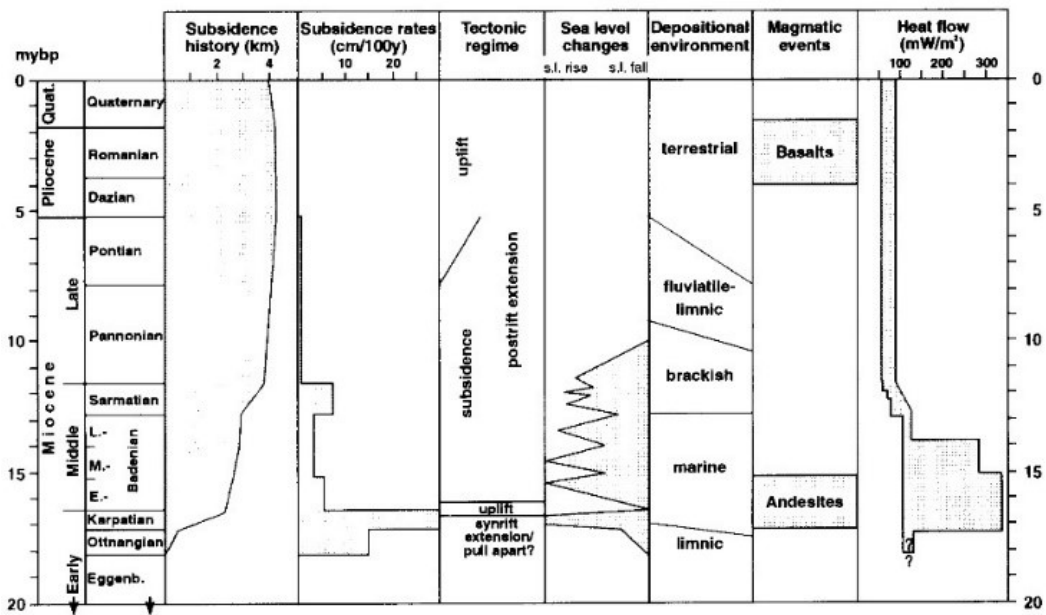 Subsidence history (km)
Subsidence rates (cm/100y)
Tectonic regime
Sea level changes
Depositional environment
Magmatic events
Heat flow (mW/m²)
mybp
2 4
10 20
s.l. rise s.l. fall
50 100 200 300
0
5
10
15
20
Quat.
Pliocene
Miocene
Late
Middle
Early
Quaternary
Romanian
Dazian
Pontian
Pannonian
Sarmatian
L.-
M.-
E.-
Badenian
Karpatian
Ottnangian
Eggenb.
uplift
postrift extension
subsidence
uplift
synrift
extension/
pull apart?
terrestrial
fluviatile-
limnic
brackish
marine
limnic
Basalts
Andesites
?
?
0
5
10
15
20